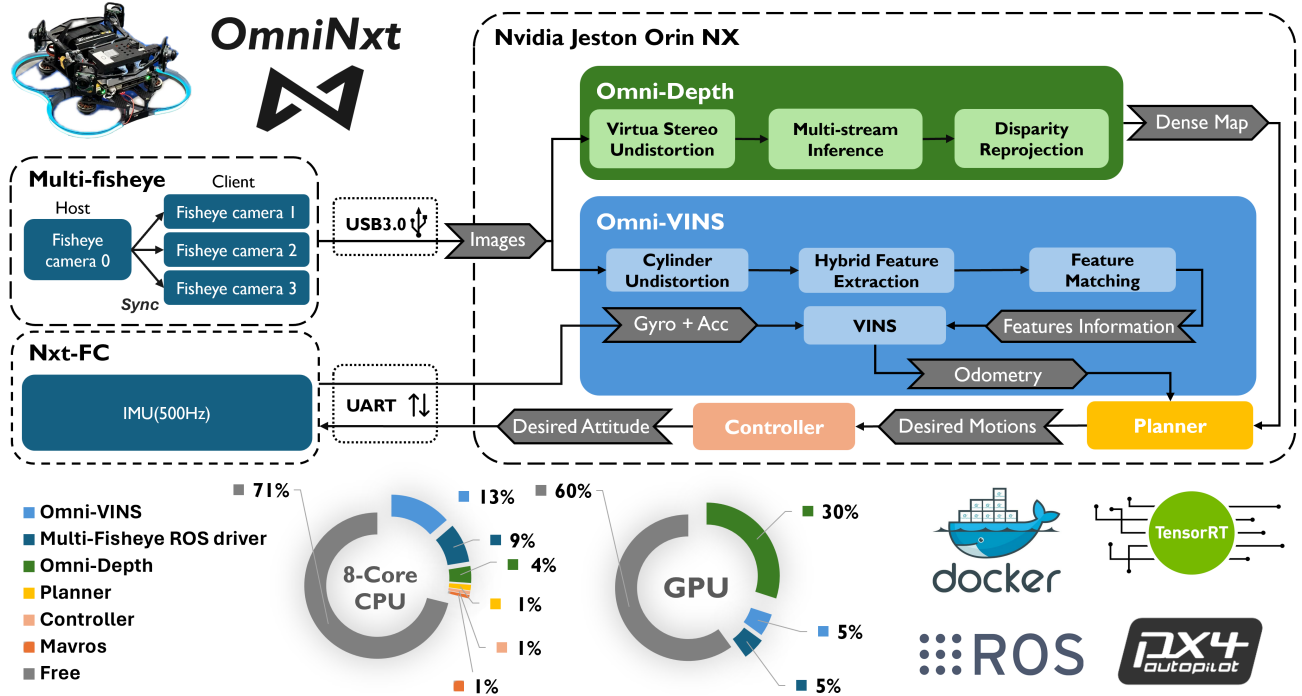 OmniNxt
Nvidia Jeston Orin NX
Omni-Depth
Virtua Stereo
Undistortion
Multi-stream
Inference
Disparity
Reprojection
Dense Map
Multi-fisheye
Client
Host
Fisheye
camera 0
Fisheye camera 1
Fisheye camera 2
Fisheye camera 3
Sync
USB3.0
Images
Omni-VINS
Cylinder
Undistortion
Hybrid Feature
Extraction
Feature
Matching
Gyro + Acc
VINS
Features Information
Odometry
Nxt-FC
IMU(500Hz)
UART
Desired Attitude
Controller
Desired Motions
Planner
Omni-VINS
Multi-Fisheye ROS driver
Omni-Depth
Planner
Controller
Mavros
Free
71%
13%
9%
4%
1%
1%
1%
8-Core
CPU
60%
30%
5%
5%
GPU
docker
TensorRT
ROS
px4
autopilot